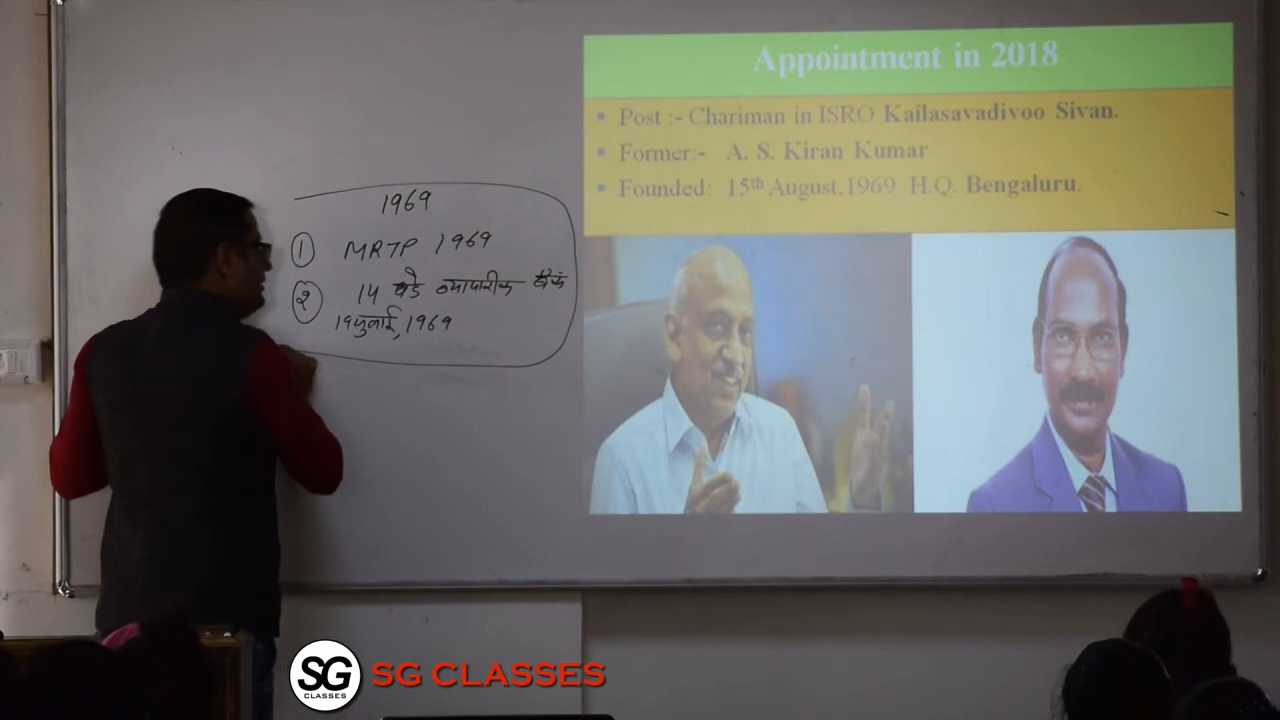 Appointment in 2018
▪ Post :- Chariman in ISRO Kailasavadivoo Sivan.
▪ Former:- A. S. Kiran Kumar
▪ Founded: 15th August, 1969 H.Q. Bengaluru.
1969
① MRTP 1969
② 14 बडे व्यापारीक बैंक
19 जुलाई, 1969
SG
CLASSES
SG CLASSES